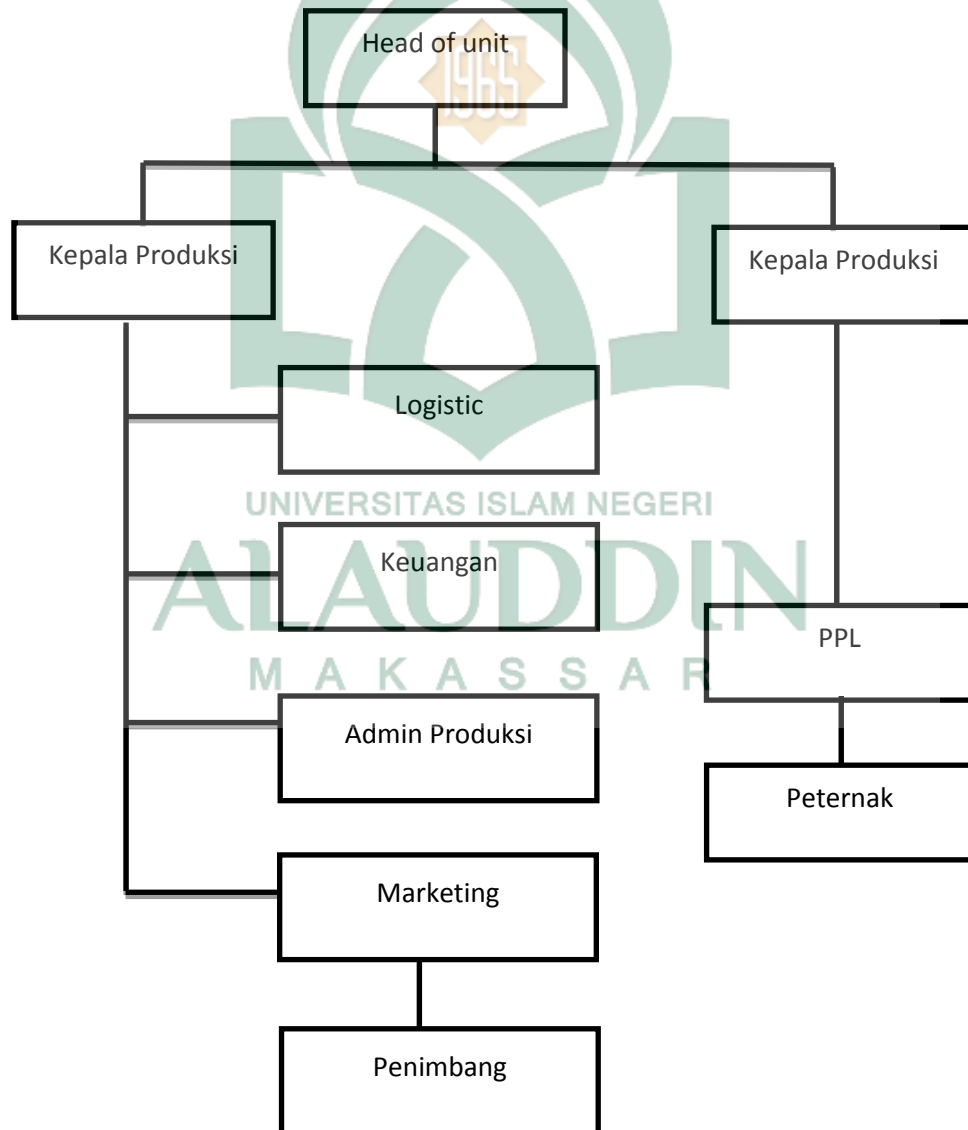 Head of unit
1965
Kepala Produksi
Kepala Produksi
Logistic
UNIVERSITAS ISLAM NEGERI
Keuangan
ALAUDDIN
PPL
MAKASSAR
Admin Produksi
Peternak
Marketing
Penimbang